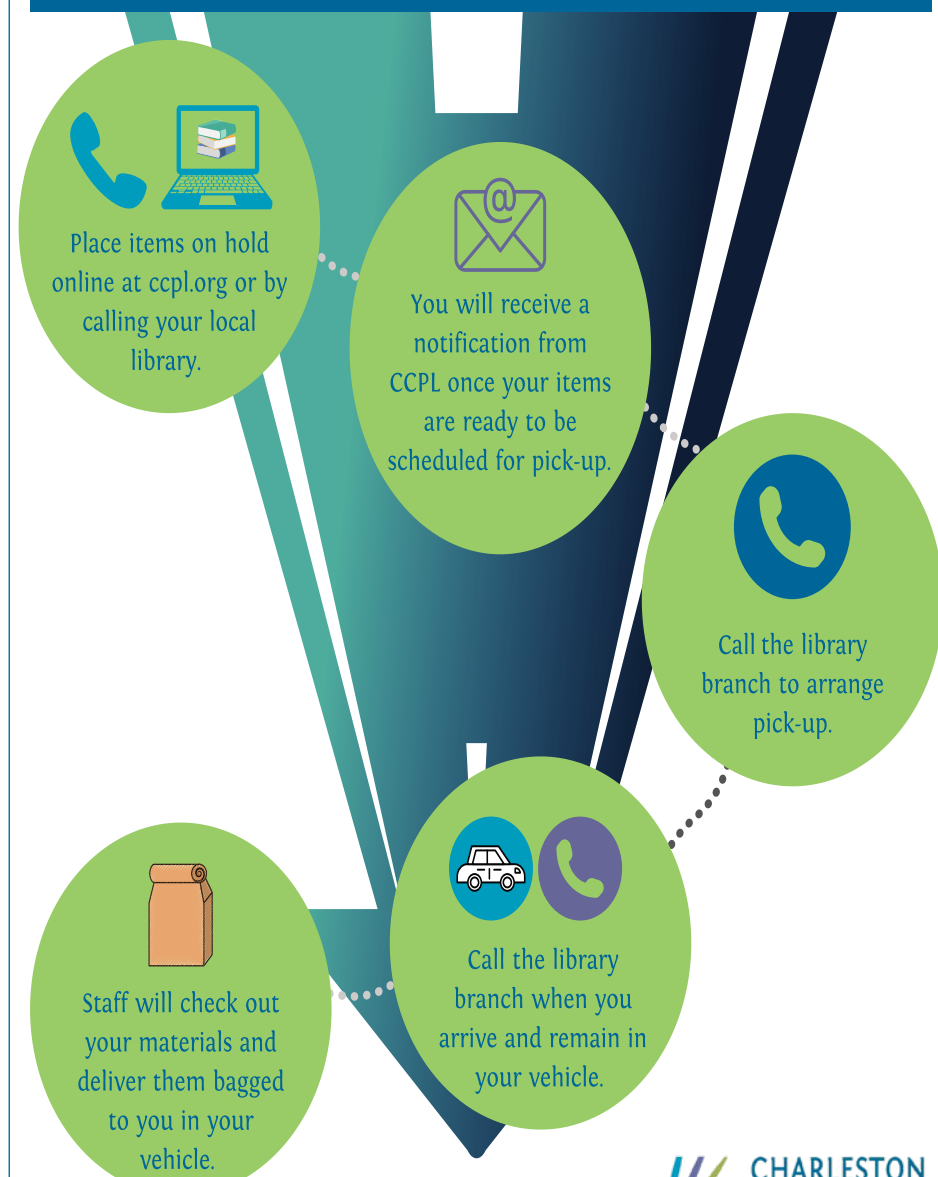 Place items on hold
online at ccpl.org or by
calling your local
library.
@
You will receive a
notification from
CCPL once your items
are ready to be
scheduled for pick-up.
Call the library
branch to arrange
pick-up.
Call the library
branch when you
arrive and remain in
your vehicle.
Staff will check out
your materials and
deliver them bagged
to you in your
vehicle.
CHARLESTON